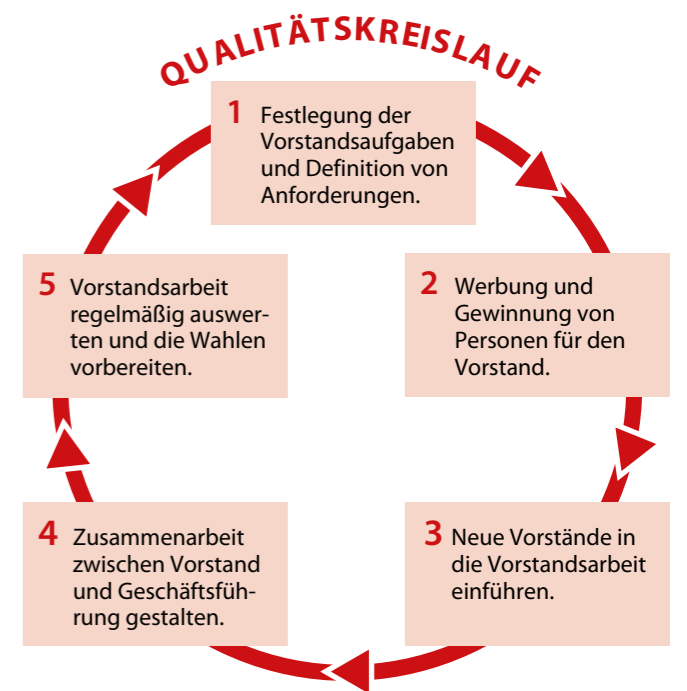 QUALITÄTSKREISLAUF
1 Festlegung der
Vorstandsaufgaben
und Definition von
Anforderungen.
2 Werbung und
Gewinnung von
Personen für den
Vorstand.
3 Neue Vorstände in
die Vorstandsarbeit
einführen.
4 Zusammenarbeit
zwischen Vorstand
und Geschäftsfüh-
rung gestalten.
5 Vorstandsarbeit
regelmäßig auswer-
ten und die Wahlen
vorbereiten.